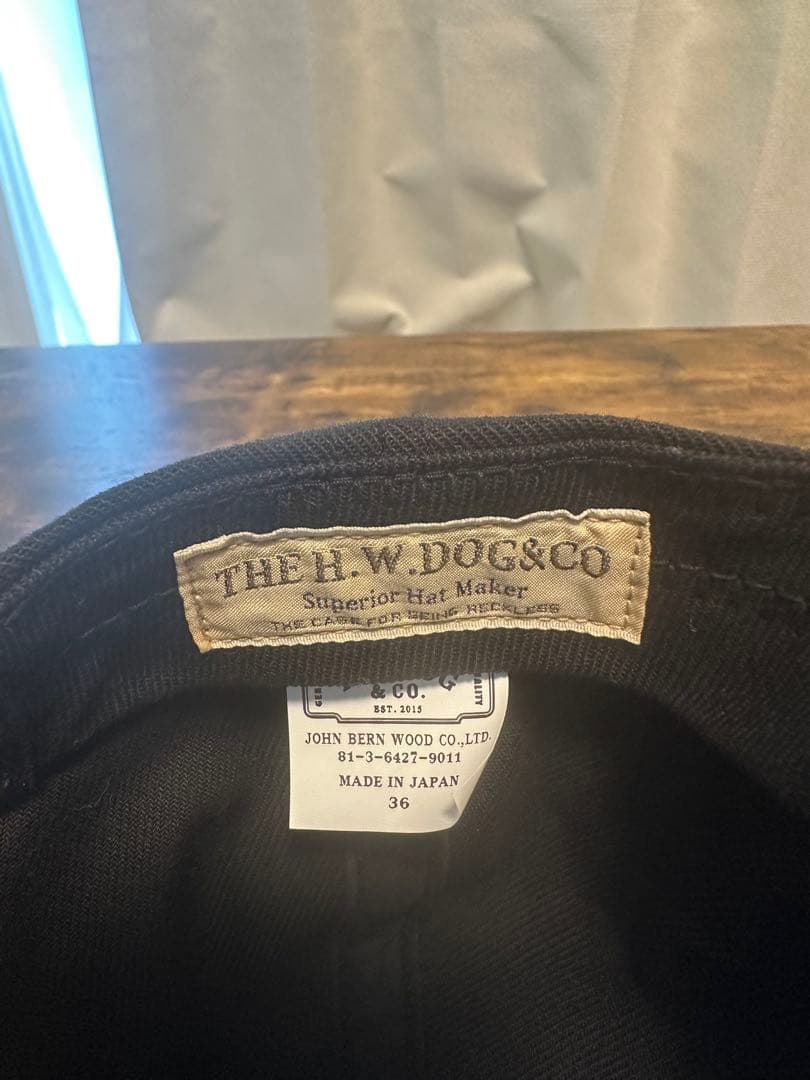 THE H.W.DOG&CO
Superior Hat Maker
THE CASE FOR BEING RECKLESS
& CO.
EST. 2015
JOHN BERN WOOD CO.,LTD.
81-3-6427-9011
MADE IN JAPAN
36